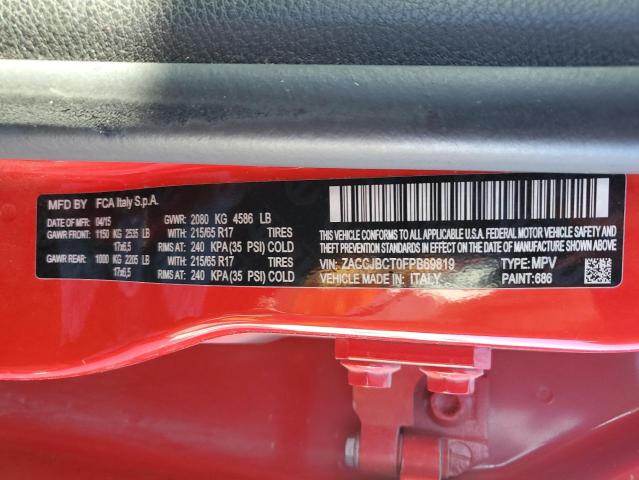 MFD BY FCA Italy S.p.A.
DATE OF MFR: 04/15 GVWR: 2080 KG 4586 LB
GAWR FRONT: 1150 KG 2535 LB WITH 215/65 R17 TIRES
17x6,5 RIMS AT: 240 KPA(35 PSI) COLD
GAWR REAR: 1000 KG 2205 LB WITH 215/65 R17 TIRES
17x6,5 RIMS AT: 240 KPA(35 PSI) COLD
THIS VEHICLE CONFORMS TO ALL APPLICABLE U.S.A. FEDERAL MOTOR
VEHICLE SAFETY, BUMPER, AND THEFT PREVENTION STANDARDS IN
EFFECT ON THE DATE OF MANUFACTURE SHOWN ABOVE.
VIN: ZACCJBCT0FPB69819 TYPE: MPV
VEHICLE MADE IN: ITALY PAINT: 686